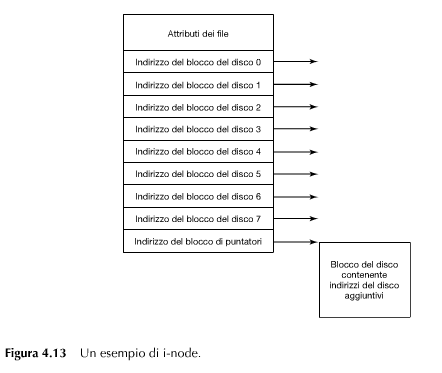 Attributi dei file
Indirizzo del blocco del disco 0
Indirizzo del blocco del disco 1
Indirizzo del blocco del disco 2
Indirizzo del blocco del disco 3
Indirizzo del blocco del disco 4
Indirizzo del blocco del disco 5
Indirizzo del blocco del disco 6
Indirizzo del blocco del disco 7
Indirizzo del blocco di puntatori
Blocco del disco
contenente
indirizzi del disco
aggiuntivi
Figura 4.13 Un esempio di i-node.